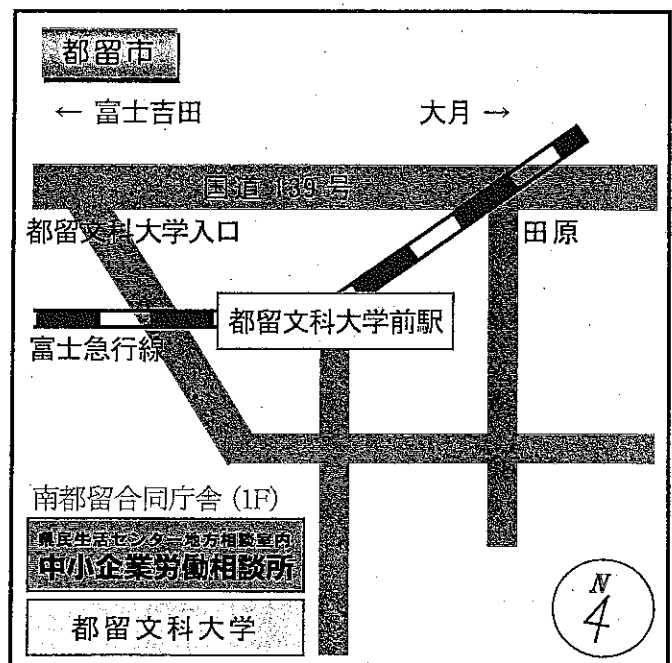 都留市
← 富士吉田
大月 →
国道 139 号
都留文科大学入口
田原
都留文科大学前駅
富士急行線
南都留合同庁舎 (1F)
県民生活センター地方相談室内
中小企業労働相談所
都留文科大学
N